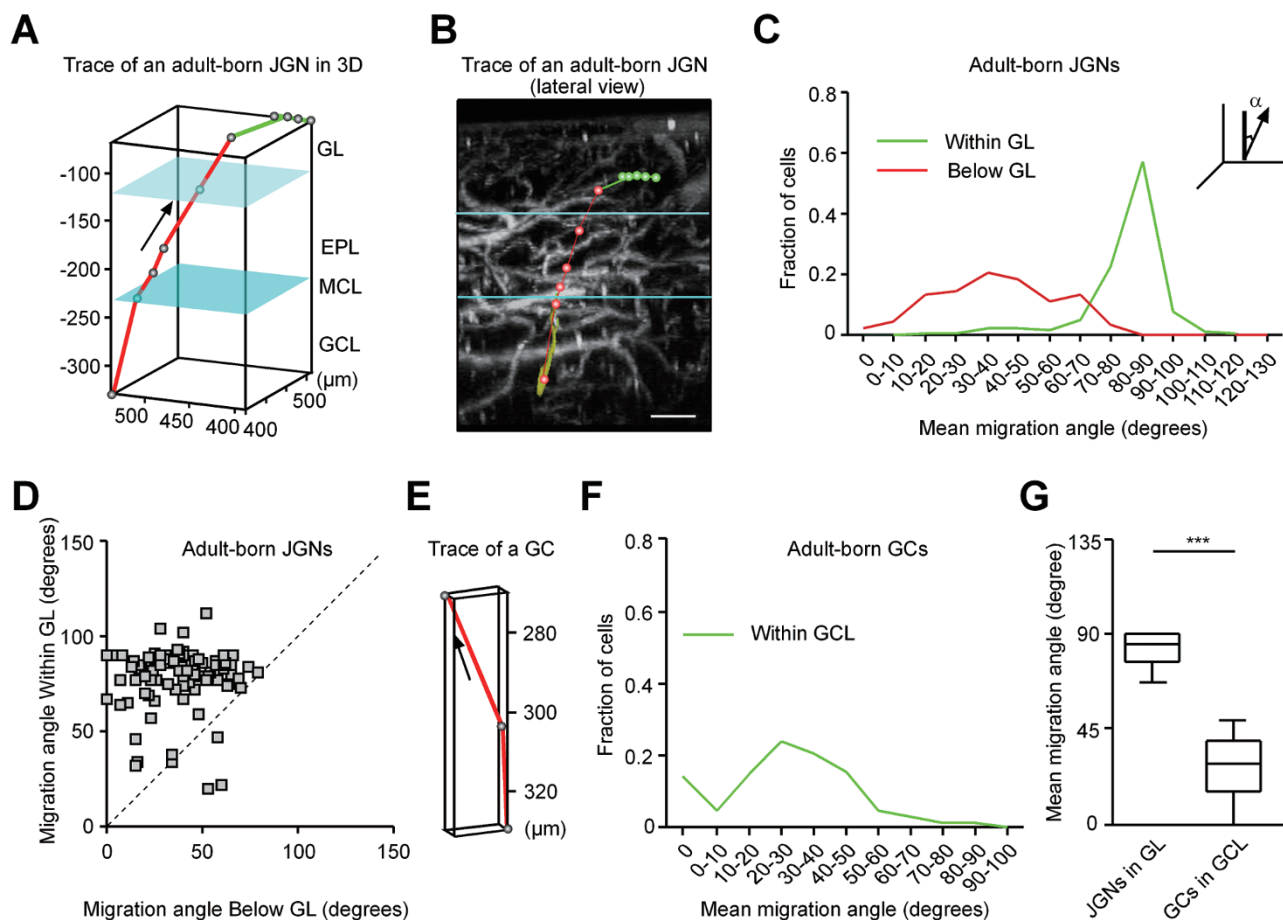 A
Trace of an adult-born JGN in 3D
GL
-100
-150
EPL
-200
MCL
-250
GCL
-300
(µm)
500
450
400
400
500
B
Trace of an adult-born JGN
(lateral view)
C
Adult-born JGNs
0.8
0.6
0.4
0.2
0
Fraction of cells
Within GL
Below GL
α
0
0-10
10-20
20-30
30-40
40-50
50-60
60-70
70-80
80-90
90-100
100-110
110-120
120-130
Mean migration angle (degrees)
D
Adult-born JGNs
150
100
50
0
Migration angle Within GL (degrees)
0
50
100
150
Migration angle Below GL (degrees)
E
Trace of a GC
280
300
320
(µm)
F
Adult-born GCs
0.8
0.6
0.4
0.2
0
Fraction of cells
Within GCL
0
0-10
10-20
20-30
30-40
40-50
50-60
60-70
70-80
80-90
90-100
Mean migration angle (degrees)
G
135
90
45
0
Mean migration angle (degree)
***
JGNs in GL
GCs in GCL